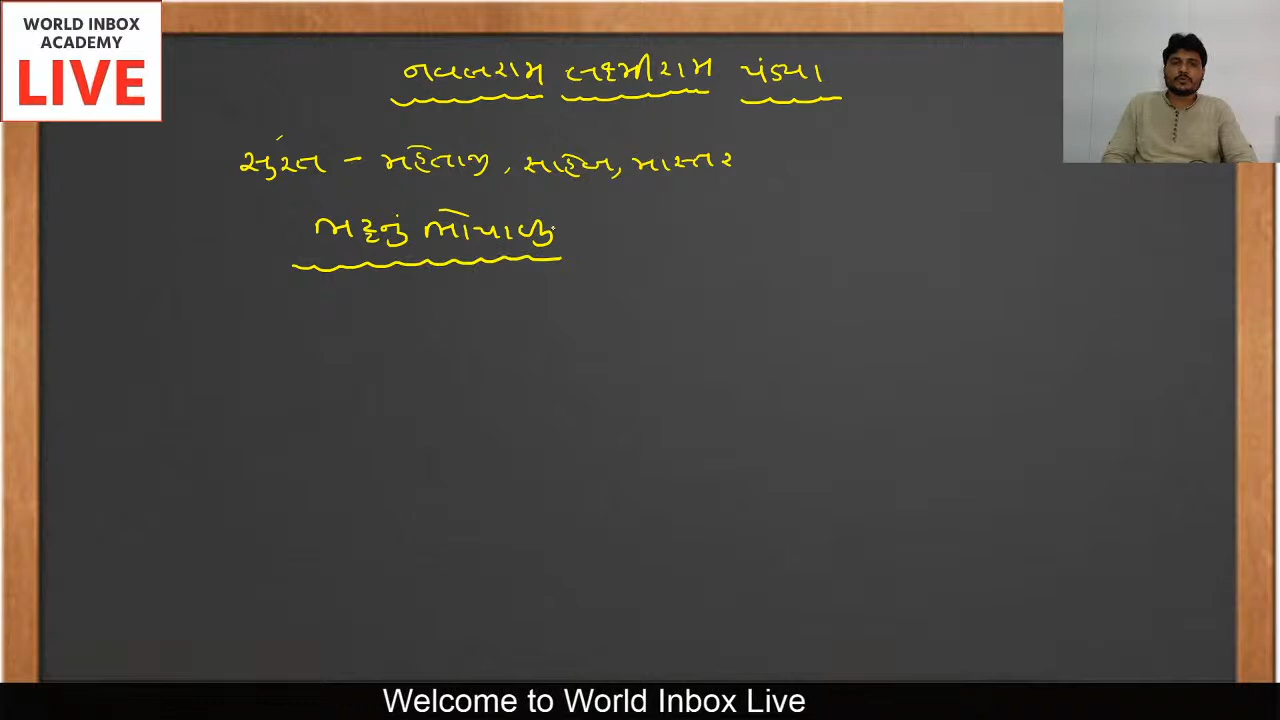 WORLD INBOX
ACADEMY
LIVE
નવલરામ લક્ષ્મીરામ પંડ્યા
સુરત - મહેતાજી, સાહેબ, માસ્તર
ભટ્ટનું ભોપાળું
Welcome to World Inbox Live